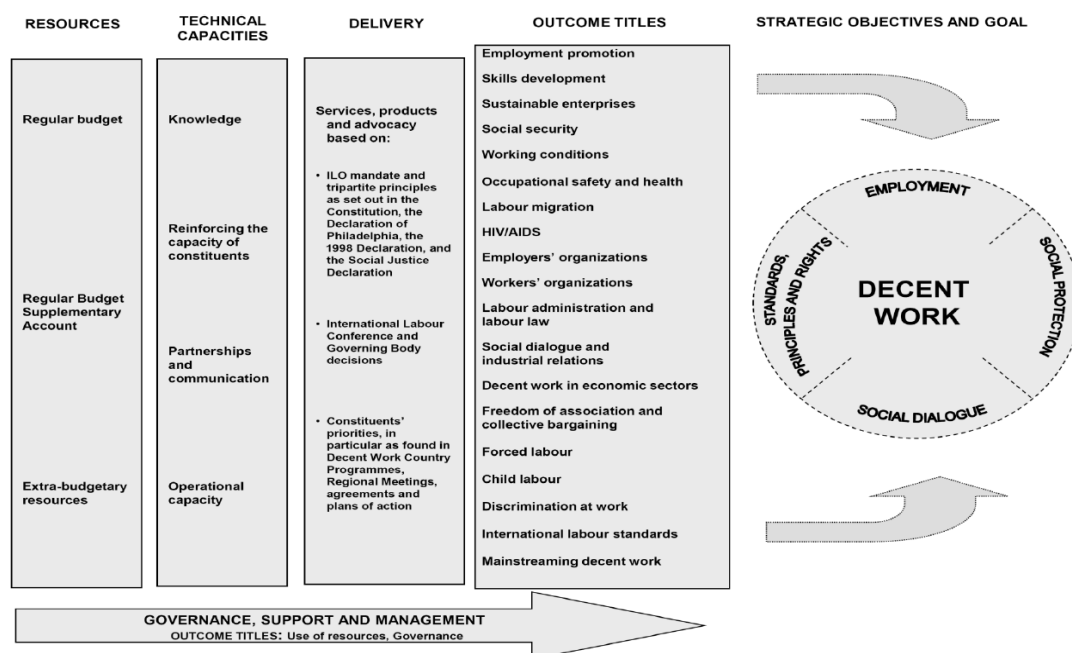 RESOURCES
TECHNICAL
CAPACITIES
DELIVERY
OUTCOME TITLES
STRATEGIC OBJECTIVES AND GOAL
Regular budget
Regular Budget
Supplementary
Account
Extra-budgetary
resources
Knowledge
Reinforcing the
capacity of
constituents
Partnerships
and
communication
Operational
capacity
Services, products
and advocacy
based on:
• ILO mandate and
tripartite principles
as set out in the
Constitution, the
Declaration of
Philadelphia, the
1998 Declaration, and
the Social Justice
Declaration
• International Labour
Conference and
Governing Body
decisions
• Constituents'
priorities, in
particular as found in
Decent Work Country
Programmes,
Regional Meetings,
agreements and
plans of action
Employment promotion
Skills development
Sustainable enterprises
Social security
Working conditions
Occupational safety and health
Labour migration
HIV/AIDS
Employers' organizations
Workers' organizations
Labour administration and
labour law
Social dialogue and
industrial relations
Decent work in economic sectors
Freedom of association and
collective bargaining
Forced labour
Child labour
Discrimination at work
International labour standards
Mainstreaming decent work
EMPLOYMENT
STANDARDS,
PRINCIPLES AND RIGHTS
DECENT
WORK
SOCIAL PROTECTION
SOCIAL DIALOGUE
GOVERNANCE, SUPPORT AND MANAGEMENT
OUTCOME TITLES: Use of resources, Governance